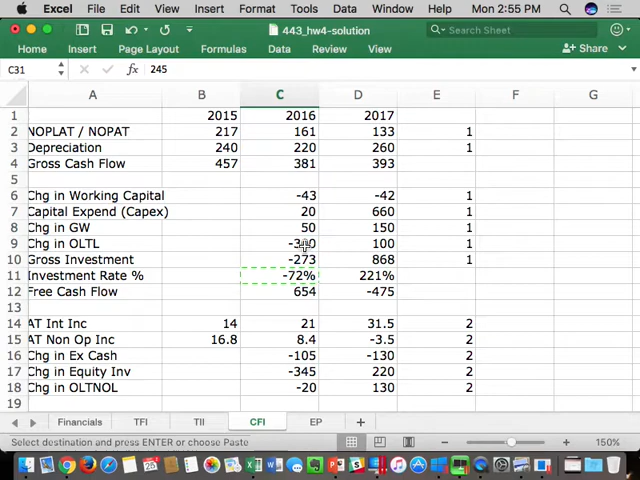 Excel File Edit View Insert Format Tools Data Window Help Mon 2:55 PM
443_hw4-solution
Search Sheet
Home Insert Page Layout Formulas Data Review View Share
C31 fx 245
A B C D E F G
1 2015 2016 2017
2 NOPLAT / NOPAT 217 161 133 1
3 Depreciation 240 220 260 1
4 Gross Cash Flow 457 381 393
5
6 Chg in Working Capital -43 -42 1
7 Capital Expend (Capex) 20 660 1
8 Chg in GW 50 150 1
9 Chg in OLTL 100 1
10 Gross Investment -273 868 1
11 Investment Rate % -72% 221%
12 Free Cash Flow 654 -475
13
14 AT Int Inc 14 21 31.5 2
15 AT Non Op Inc 16.8 8.4 -3.5 2
16 Chg in Ex Cash -105 -130 2
17 Chg in Equity Inv -345 220 2
18 Chg in OLTNOL -20 130 2
19
Financials TFI TII CFI EP +
Select destination and press ENTER or choose Paste 150%